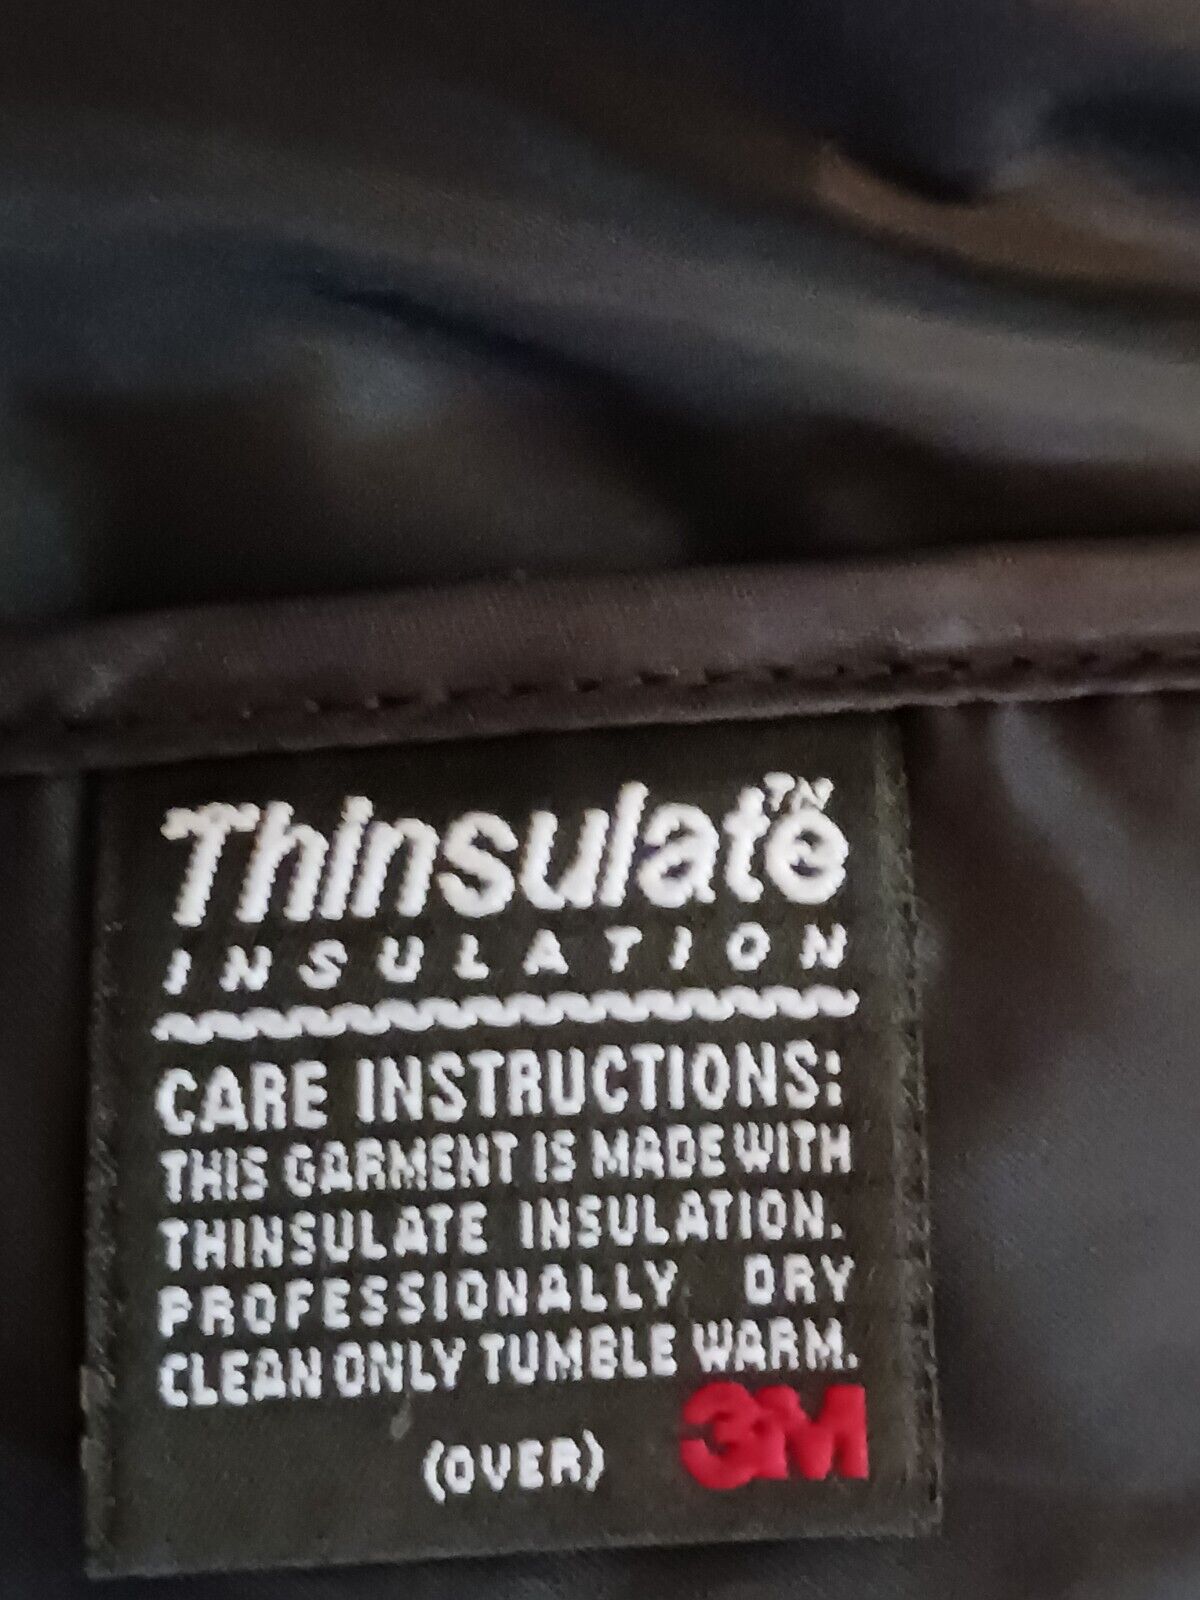 Thinsulate™
INSULATION
CARE INSTRUCTIONS:
THIS GARMENT IS MADE WITH
THINSULATE INSULATION.
PROFESSIONALLY DRY
CLEAN ONLY TUMBLE WARM.
(OVER) 3M